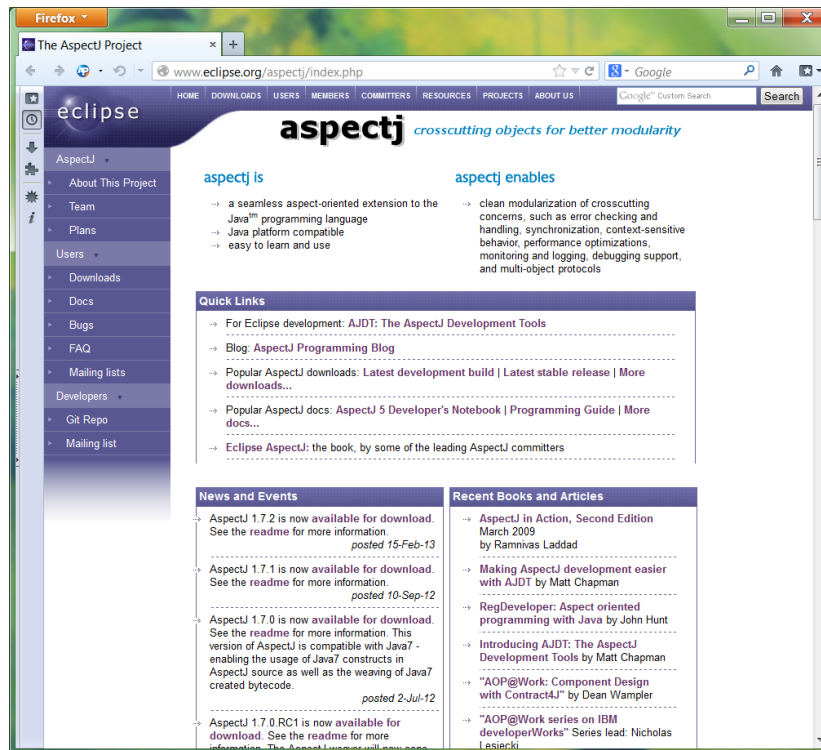 Firefox
The AspectJ Project
www.eclipse.org/aspectj/index.php
Google
eclipse
HOME DOWNLOADS USERS MEMBERS COMMITTERS RESOURCES PROJECTS ABOUT US
Google™ Custom Search
Search
aspectj crosscutting objects for better modularity
AspectJ
About This Project
Team
Plans
Users
Downloads
Docs
Bugs
FAQ
Mailing lists
Developers
Git Repo
Mailing list
aspectj is
a seamless aspect-oriented extension to the
Java™ programming language
Java platform compatible
easy to learn and use
aspectj enables
clean modularization of crosscutting
concerns, such as error checking and
handling, synchronization, context-sensitive
behavior, performance optimizations,
monitoring and logging, debugging support,
and multi-object protocols
Quick Links
For Eclipse development: AJDT: The AspectJ Development Tools
Blog: AspectJ Programming Blog
Popular AspectJ downloads: Latest development build | Latest stable release | More
downloads...
Popular AspectJ docs: AspectJ 5 Developer's Notebook | Programming Guide | More
docs...
Eclipse AspectJ: the book, by some of the leading AspectJ committers
News and Events
AspectJ 1.7.2 is now available for download.
See the readme for more information.
posted 15-Feb-13
AspectJ 1.7.1 is now available for download.
See the readme for more information.
posted 10-Sep-12
AspectJ 1.7.0 is now available for download.
See the readme for more information. This
version of AspectJ is compatible with Java7 -
enabling the usage of Java7 constructs in
AspectJ source as well as the weaving of Java7
created bytecode.
posted 2-Jul-12
AspectJ 1.7.0.RC1 is now available for
download. See the readme for more
information. The AspectJ weaver will now
Recent Books and Articles
AspectJ in Action, Second Edition
March 2009
by Ramnivas Laddad
Making AspectJ development easier
with AJDT by Matt Chapman
RegDeveloper: Aspect oriented
programming with Java by John Hunt
Introducing AJDT: The AspectJ
Development Tools by Matt Chapman
"AOP@Work: Component Design
with Contract4J" by Dean Wampler
"AOP@Work series on IBM
developerWorks" Series lead: Nicholas
Lesiecki